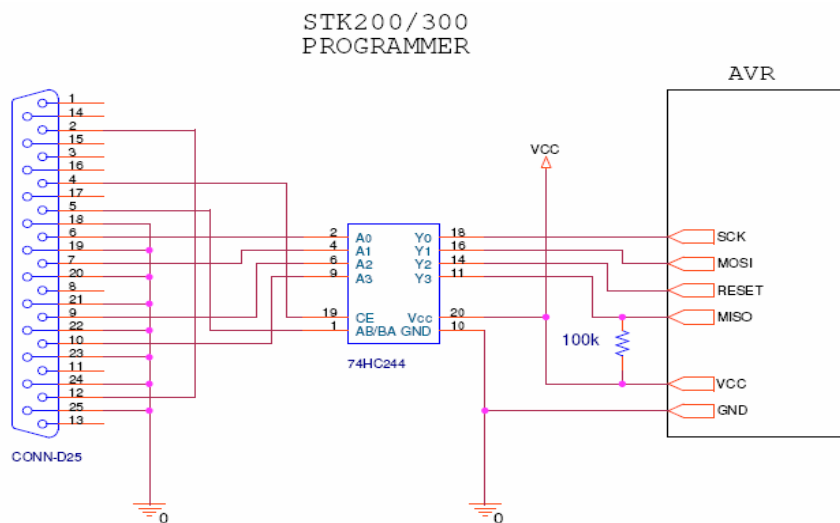 STK200/300
PROGRAMMER
AVR
1
14
2
15
3
16
4
17
5
18
6
19
7
20
8
21
9
22
10
23
11
24
12
25
13
CONN-D25
VCC
2 A0 Y0 18
4 A1 Y1 16
6 A2 Y2 14
9 A3 Y3 11
19 CE Vcc 20
1 AB/BA GND 10
74HC244
SCK
MOSI
RESET
MISO
100k
VCC
GND
0
0